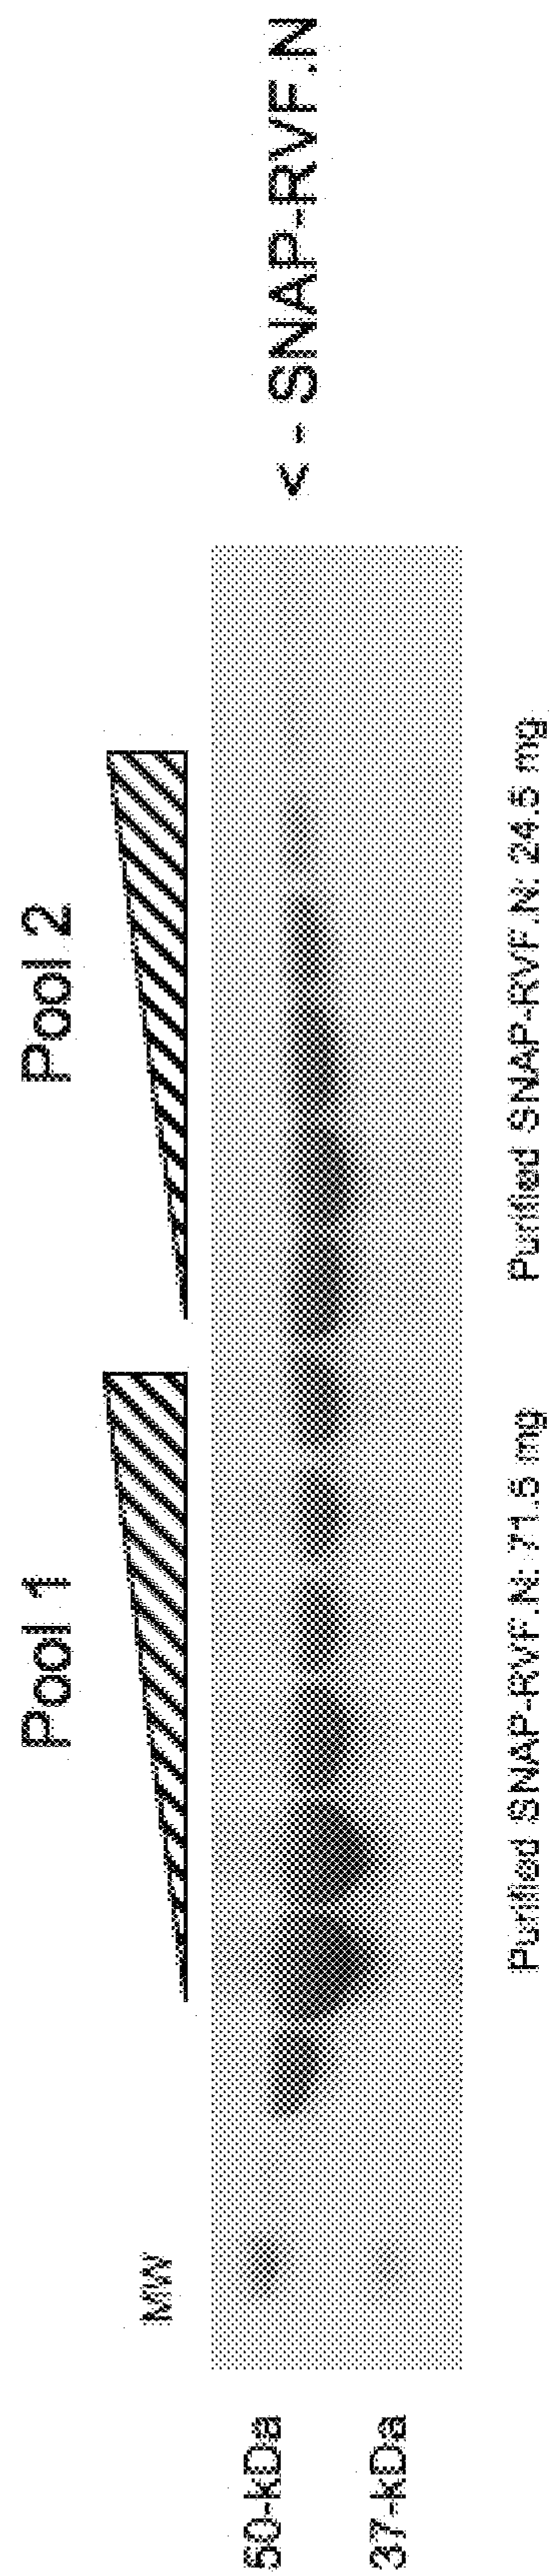 Pool 1
Pool 2
MW
50-kDa
37-kDa
< - SNAP-RVF.N
Purified SNAP-RVF.N: 71.5 mg
Purified SNAP-RVF.N: 24.5 mg